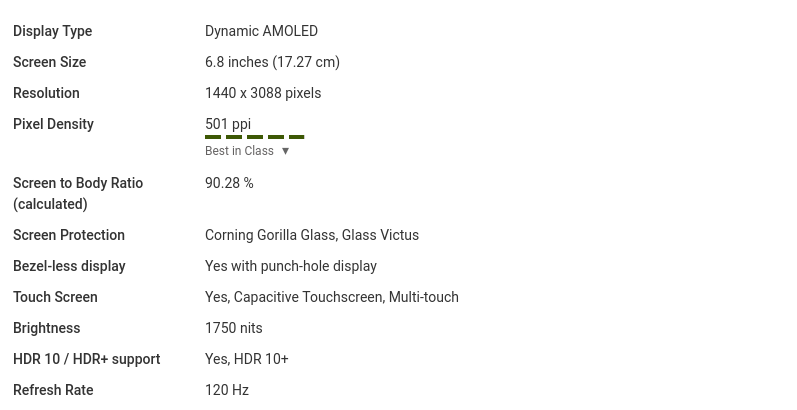 Display Type Dynamic AMOLED
Screen Size 6.8 inches (17.27 cm)
Resolution 1440 x 3088 pixels
Pixel Density 501 ppi
Best in Class ▼
Screen to Body Ratio 90.28 %
(calculated)
Screen Protection Corning Gorilla Glass, Glass Victus
Bezel-less display Yes with punch-hole display
Touch Screen Yes, Capacitive Touchscreen, Multi-touch
Brightness 1750 nits
HDR 10 / HDR+ support Yes, HDR 10+
Refresh Rate 120 Hz